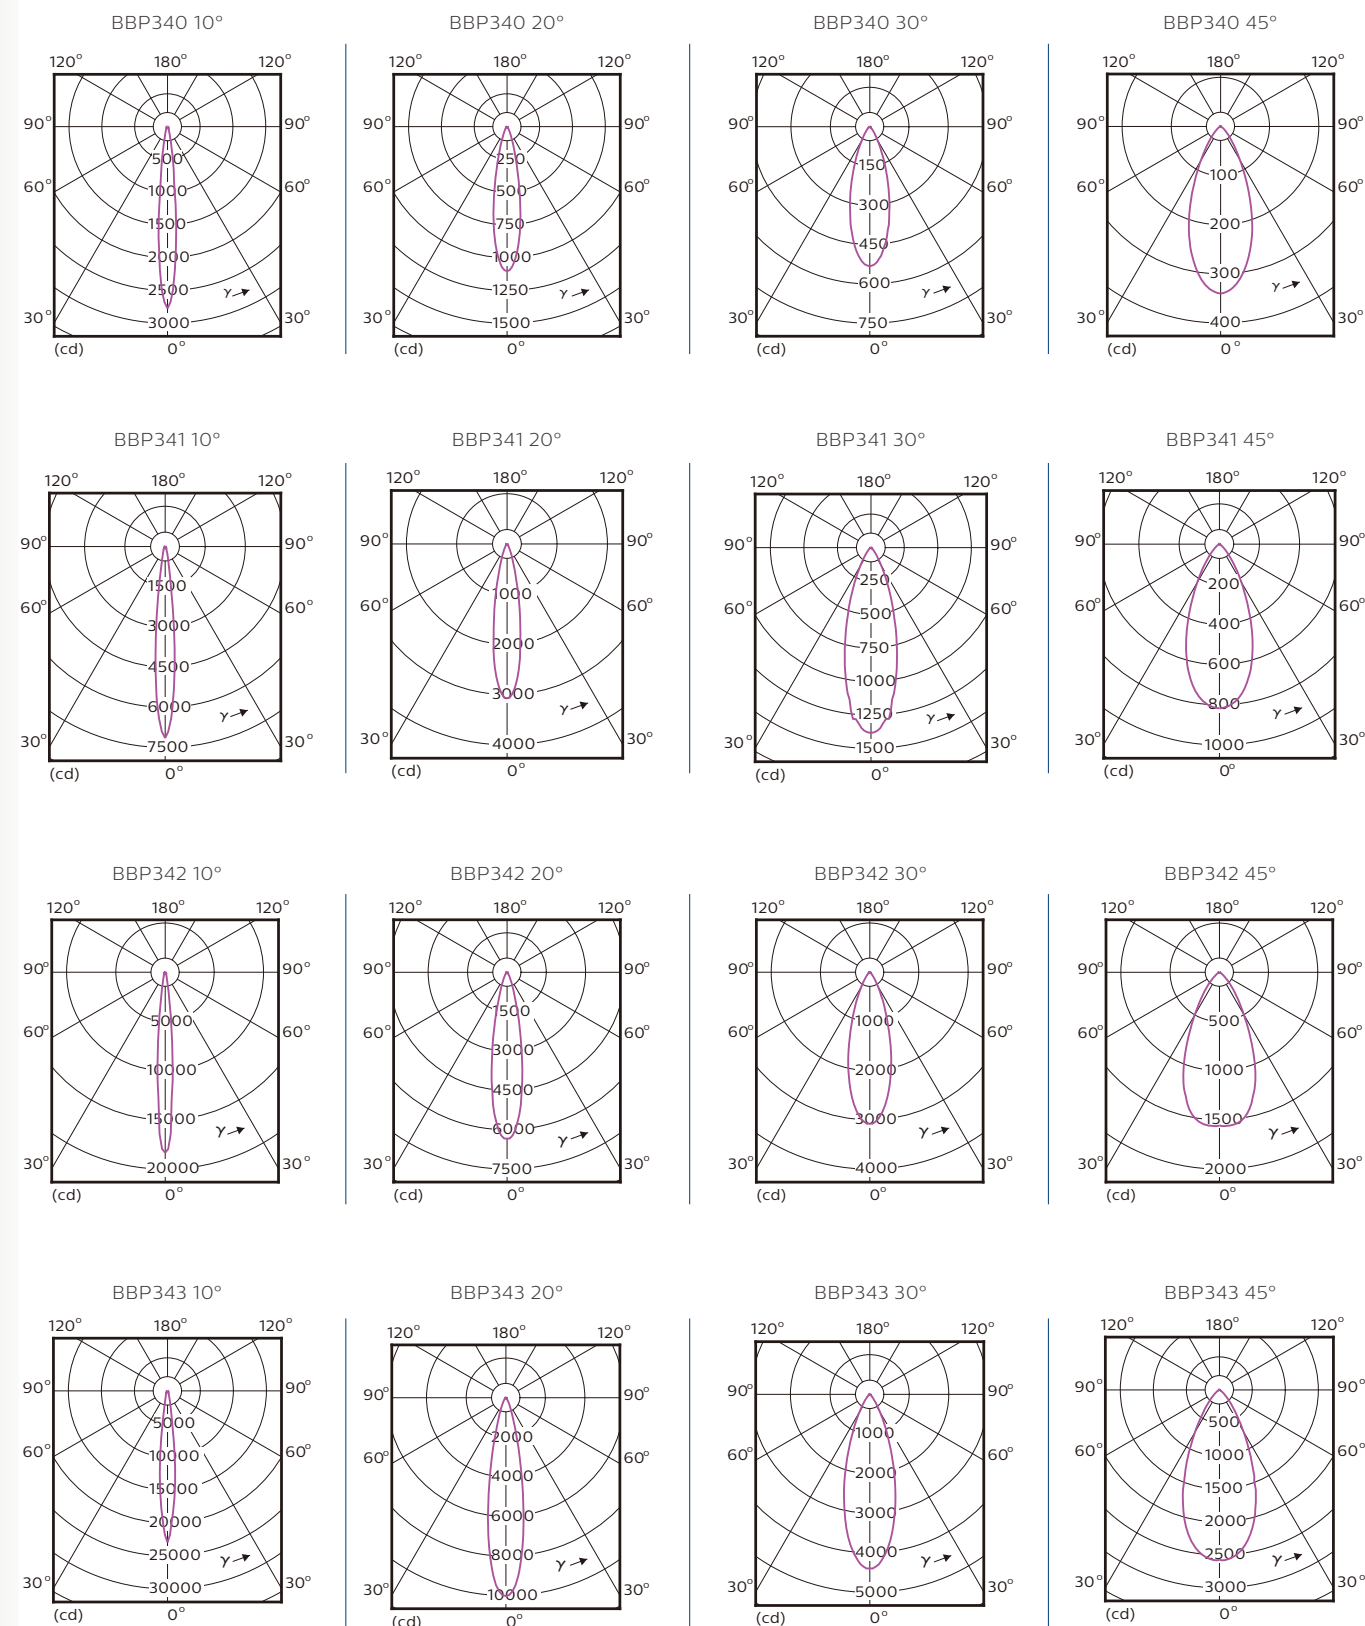 BBP340 10°
120° 180° 120°
90° 90°
500
1000
60° 60°
1500
2000
2500
γ
3000
30° 30°
(cd) 0°
BBP340 20°
120° 180° 120°
90° 90°
250
500
60° 60°
750
1000
1250
γ
1500
30° 30°
(cd) 0°
BBP340 30°
120° 180° 120°
90° 90°
150
60° 60°
300
450
600
γ
750
30° 30°
(cd) 0°
BBP340 45°
120° 180° 120°
90° 90°
100
60° 60°
200
300
γ
400
30° 30°
(cd) 0°
BBP341 10°
120° 180° 120°
90° 90°
1500
60° 60°
3000
4500
6000
γ
7500
30° 30°
(cd) 0°
BBP341 20°
120° 180° 120°
90° 90°
1000
60° 60°
2000
3000
γ
4000
30° 30°
(cd) 0°
BBP341 30°
120° 180° 120°
90° 90°
250
500
60° 60°
750
1000
1250
γ
1500
30° 30°
(cd) 0°
BBP341 45°
120° 180° 120°
90° 90°
200
60° 60°
400
600
800
γ
1000
30° 30°
(cd) 0°
BBP342 10°
120° 180° 120°
90° 90°
5000
60° 60°
10000
15000
γ
20000
30° 30°
(cd) 0°
BBP342 20°
120° 180° 120°
90° 90°
1500
60° 60°
3000
4500
6000
γ
7500
30° 30°
(cd) 0°
BBP342 30°
120° 180° 120°
90° 90°
1000
60° 60°
2000
3000
γ
4000
30° 30°
(cd) 0°
BBP342 45°
120° 180° 120°
90° 90°
500
60° 60°
1000
1500
γ
2000
30° 30°
(cd) 0°
BBP343 10°
120° 180° 120°
90° 90°
5000
10000
60° 60°
15000
20000
25000
γ
30000
30° 30°
(cd) 0°
BBP343 20°
120° 180° 120°
90° 90°
2000
60° 60°
4000
6000
8000
γ
10000
30° 30°
(cd) 0°
BBP343 30°
120° 180° 120°
90° 90°
1000
60° 60°
2000
3000
4000
γ
5000
30° 30°
(cd) 0°
BBP343 45°
120° 180° 120°
90° 90°
500
1000
60° 60°
1500
2000
2500
γ
3000
30° 30°
(cd) 0°